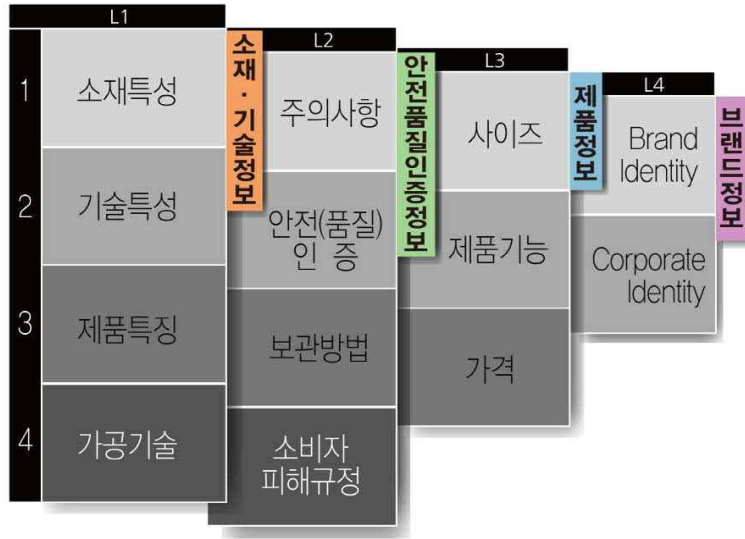 L1
소재·기술정보
1
소재특성
2
기술특성
3
제품특징
4
가공기술
L2
안전품질인증정보
주의사항
안전(품질)
인 증
보관방법
소비자
피해규정
L3
제품정보
사이즈
제품기능
가격
L4
브랜드정보
Brand
Identity
Corporate
Identity